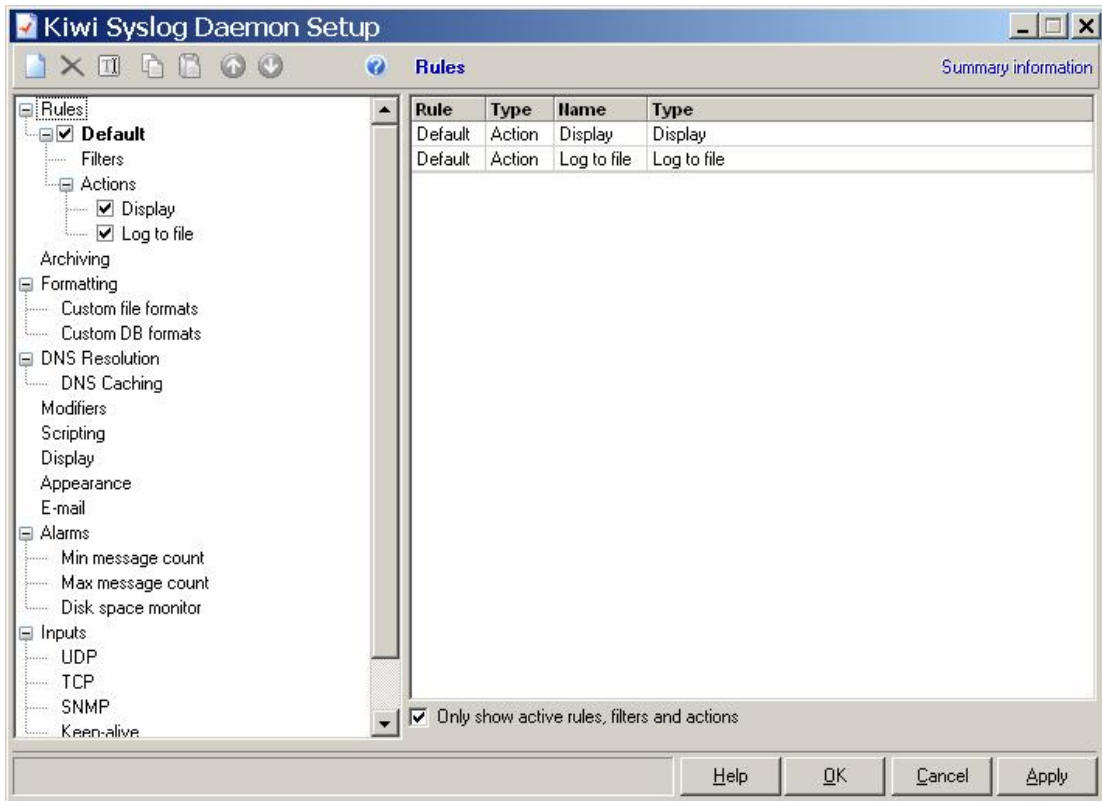 Kiwi Syslog Daemon Setup
Rules Summary information
Rules
Default
Filters
Actions
Display
Log to file
Archiving
Formatting
Custom file formats
Custom DB formats
DNS Resolution
DNS Caching
Modifiers
Scripting
Display
Appearance
E-mail
Alarms
Min message count
Max message count
Disk space monitor
Inputs
UDP
TCP
SNMP
Keep-alive
Rule Type Name Type
Default Action Display Display
Default Action Log to file Log to file
Only show active rules, filters and actions
Help OK Cancel Apply